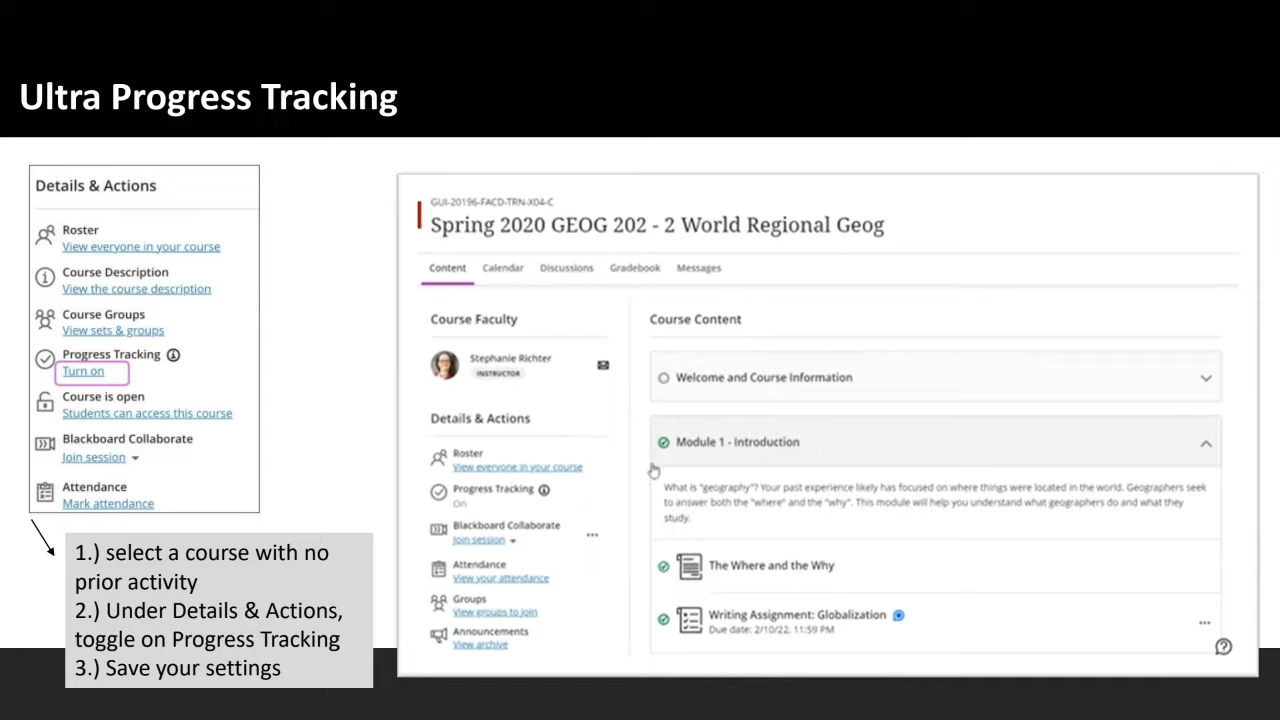 Ultra Progress Tracking
Details & Actions
Roster
View everyone in your course
Course Description
View the course description
Course Groups
View sets & groups
Progress Tracking
Turn on
Course is open
Students can access this course
Blackboard Collaborate
Join session
Attendance
Mark attendance
1.) select a course with no
prior activity
2.) Under Details & Actions,
toggle on Progress Tracking
3.) Save your settings
GUI-20196-FACD-TRN-X04-C
Spring 2020 GEOG 202 - 2 World Regional Geog
Content Calendar Discussions Gradebook Messages
Course Faculty
Stephanie Richter
INSTRUCTOR
Details & Actions
Roster
View everyone in your course
Progress Tracking
On
Blackboard Collaborate
Join session
Attendance
View your attendance
Groups
View groups to join
Announcements
View archive
Course Content
Welcome and Course Information
Module 1 - Introduction
What is "geography"? Your past experience likely has focused on where things were located in the world. Geographers seek
to answer both the "where" and the "why". This module will help you understand what geographers do and what they
study.
The Where and the Why
Writing Assignment: Globalization
Due date: 2/10/22, 11:59 PM